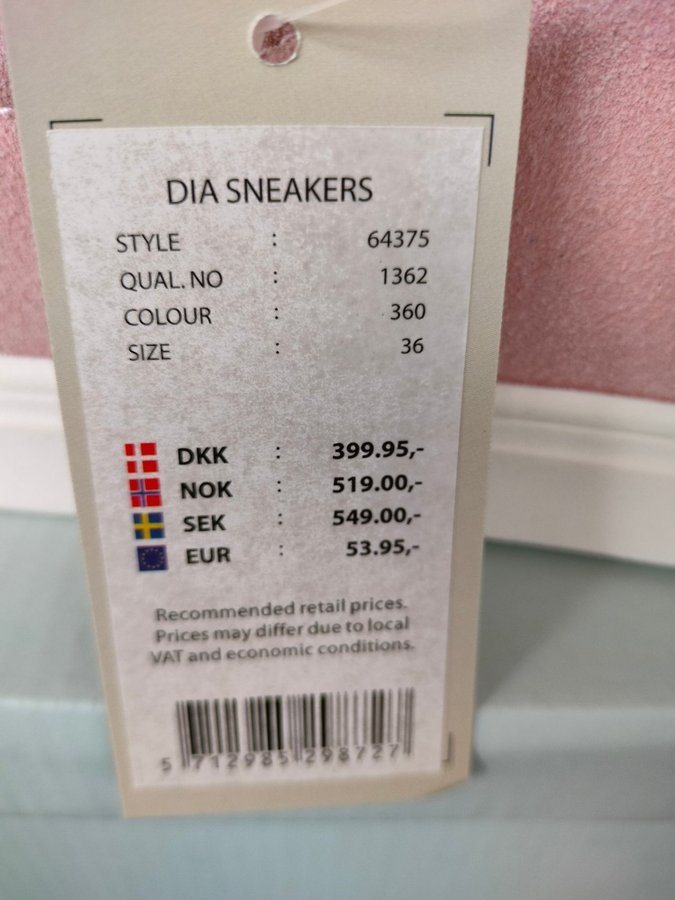 DIA SNEAKERS
STYLE : 64375
QUAL. NO : 1362
COLOUR : 360
SIZE : 36
DKK : 399.95,-
NOK : 519.00,-
SEK : 549.00,-
EUR : 53.95,-
Recommended retail prices.
Prices may differ due to local
VAT and economic conditions.
5 712985 298727